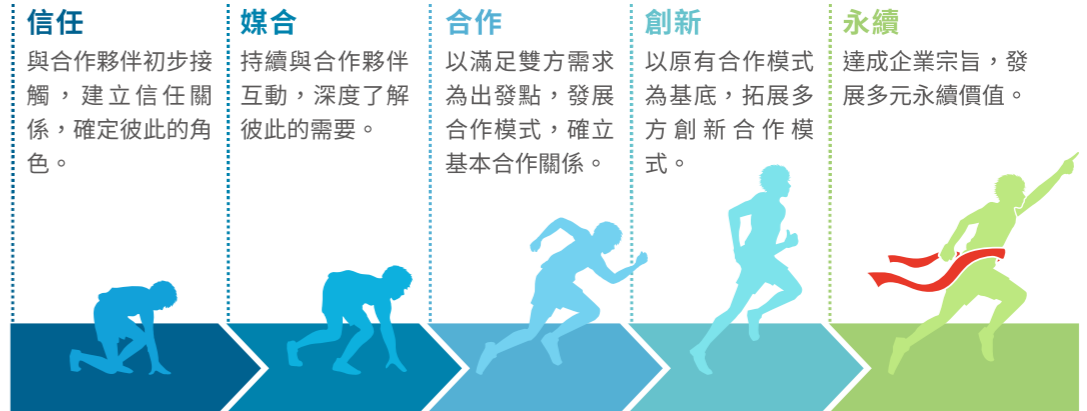 信任
與合作夥伴初步接
觸，建立信任關
係，確定彼此的角
色。
媒合
持續與合作夥伴
互動，深度了解
彼此的需要。
合作
以滿足雙方需求
為出發點，發展
合作模式，確立
基本合作關係。
創新
以原有合作模式
為基底，拓展多
方創新合作模
式。
永續
達成企業宗旨，發
展多元永續價值。